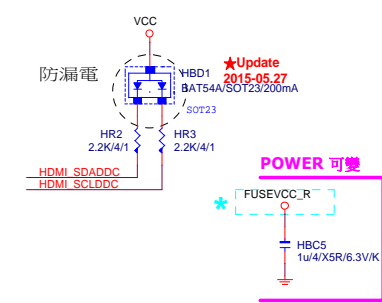 VCC
防漏電
HBD1
BAT54A/SOT23/200mA
SOT23
★Update
2015-05.27
HR2
2.2K/4/1
HR3
2.2K/4/1
HDMI_SDADDC
HDMI_SCLDDC
POWER 可變
* FUSEVCC_R
HBC5
1u/4/X5R/6.3V/K